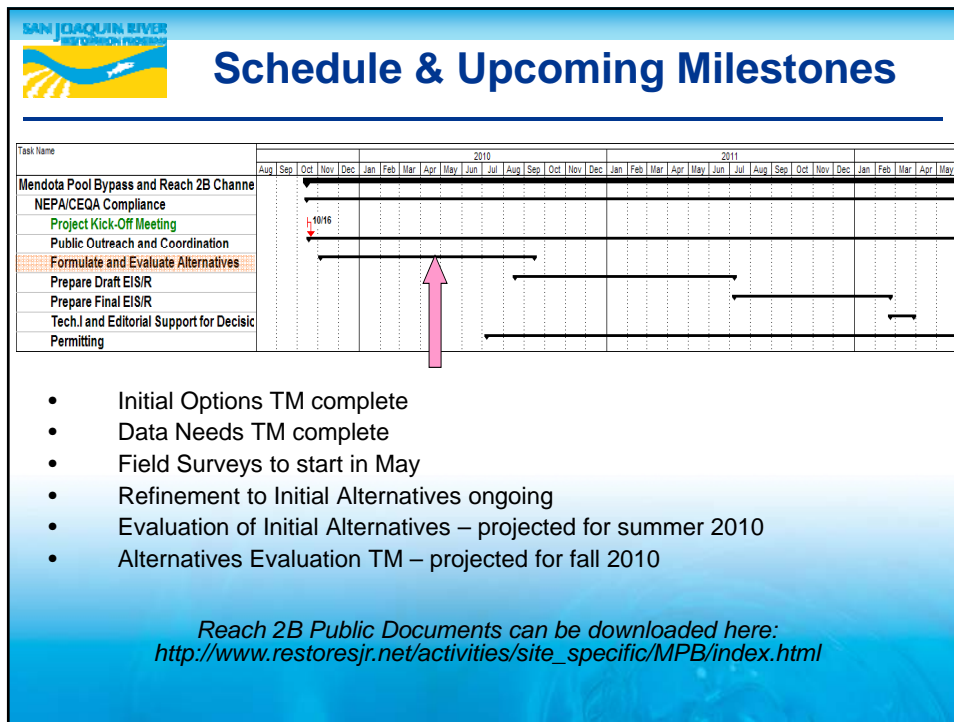 SAN JOAQUIN RIVER
RESTORATION PROGRAM
Schedule & Upcoming Milestones
Task Name
2010
2011
Aug Sep Oct Nov Dec Jan Feb Mar Apr May Jun Jul Aug Sep Oct Nov Dec Jan Feb Mar Apr May Jun Jul Aug Sep Oct Nov Dec Jan Feb Mar Apr May
Mendota Pool Bypass and Reach 2B Channe
NEPA/CEQA Compliance
Project Kick-Off Meeting
10/16
Public Outreach and Coordination
Formulate and Evaluate Alternatives
Prepare Draft EIS/R
Prepare Final EIS/R
Tech.l and Editorial Support for Decisic
Permitting
• Initial Options TM complete
• Data Needs TM complete
• Field Surveys to start in May
• Refinement to Initial Alternatives ongoing
• Evaluation of Initial Alternatives – projected for summer 2010
• Alternatives Evaluation TM – projected for fall 2010
Reach 2B Public Documents can be downloaded here:
http://www.restoresjr.net/activities/site_specific/MPB/index.html